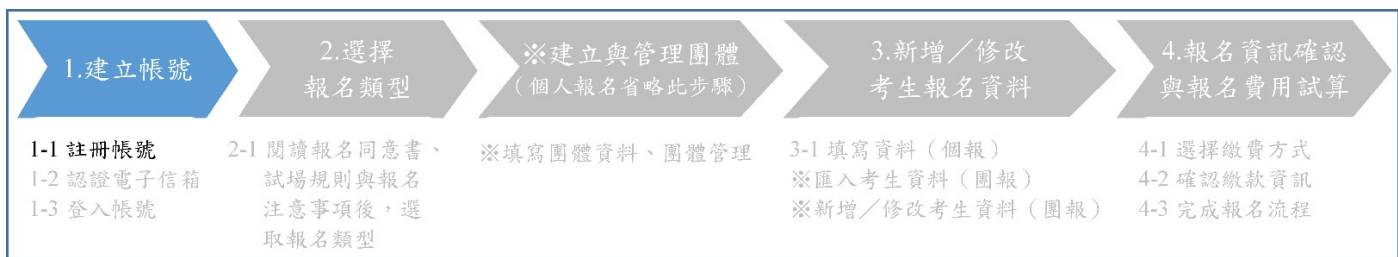 1.建立帳號
2.選擇
報名類型
※建立與管理團體
（個人報名省略此步驟）
3.新增／修改
考生報名資料
4.報名資訊確認
與報名費用試算
1-1 註冊帳號
1-2 認證電子信箱
1-3 登入帳號
2-1 閱讀報名同意書、
試場規則與報名
注意事項後，選
取報名類型
※填寫團體資料、團體管理
3-1 填寫資料（個報）
※匯入考生資料（團報）
※新增／修改考生資料（團報）
4-1 選擇繳費方式
4-2 確認繳款資訊
4-3 完成報名流程